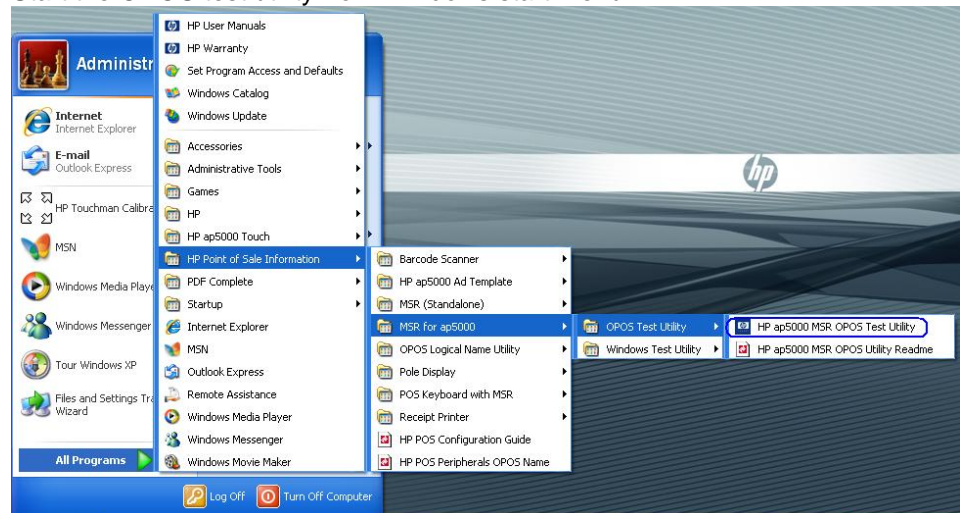 Administr
Internet
Internet Explorer
E-mail
Outlook Express
HP Touchman Calibra
MSN
Windows Media Playe
Windows Messenger
Tour Windows XP
Files and Settings Tra
Wizard
All Programs
HP User Manuals
HP Warranty
Set Program Access and Defaults
Windows Catalog
Windows Update
Accessories
Administrative Tools
Games
HP
HP ap5000 Touch
HP Point of Sale Information
PDF Complete
Startup
Internet Explorer
MSN
Outlook Express
Remote Assistance
Windows Media Player
Windows Messenger
Windows Movie Maker
Barcode Scanner
HP ap5000 Ad Template
MSR (Standalone)
MSR for ap5000
OPOS Logical Name Utility
Pole Display
POS Keyboard with MSR
Receipt Printer
HP POS Configuration Guide
HP POS Peripherals OPOS Name
OPOS Test Utility
Windows Test Utility
HP ap5000 MSR OPOS Test Utility
HP ap5000 MSR OPOS Utility Readme
hp
Log Off
Turn Off Computer